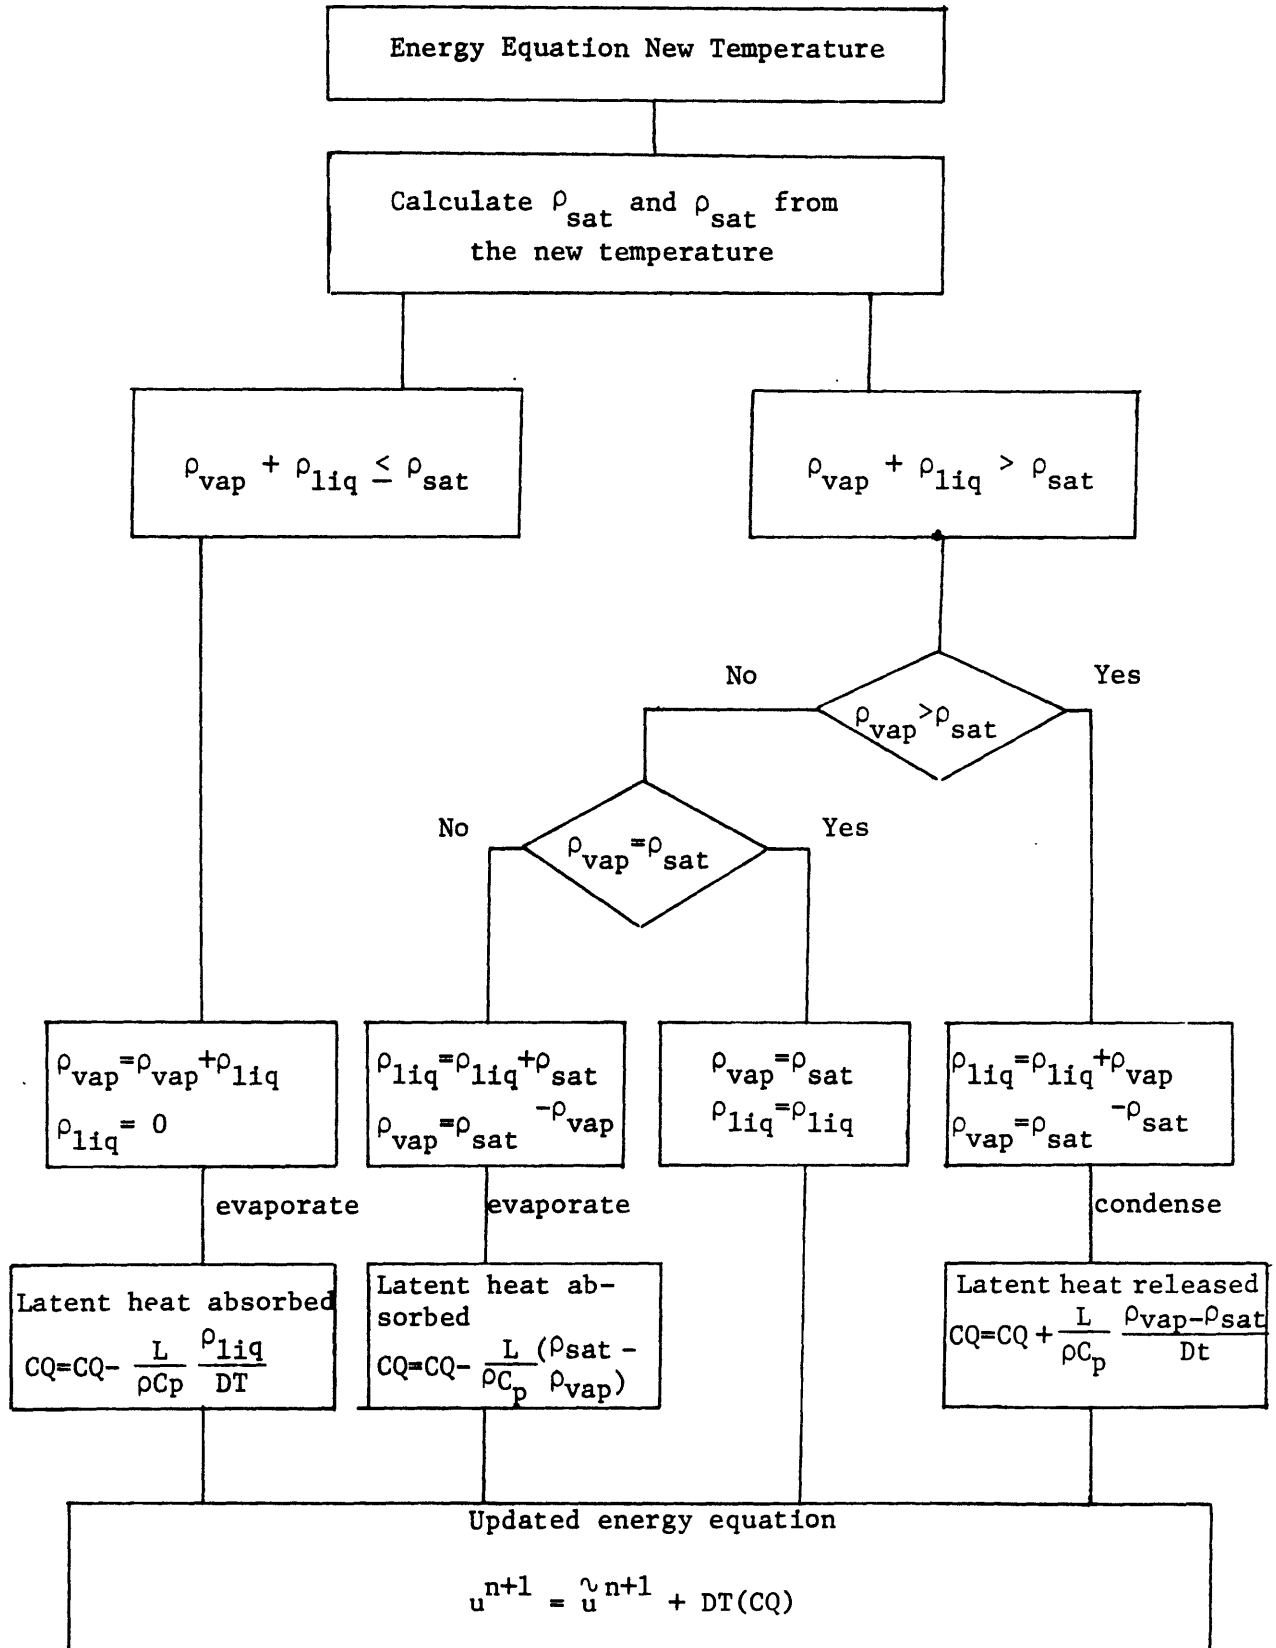 Energy Equation New Temperature
Calculate ρsat and ρsat from
the new temperature
ρvap + ρliq ≤ ρsat
ρvap + ρliq > ρsat
No
Yes
ρvap>ρsat
No
Yes
ρvap=ρsat
ρvap=ρvap+ρliq
ρliq= 0
ρliq=ρliq+ρsat
-ρvap
ρvap=ρsat
ρvap=ρsat
ρliq=ρliq
ρliq=ρliq+ρvap
-ρsat
ρvap=ρsat
evaporate
evaporate
condense
Latent heat absorbed
CQ=CQ- L/ρCp ρliq/DT
Latent heat ab-
sorbed
CQ=CQ- L/ρCp (ρsat -
ρvap)
Latent heat released
CQ=CQ + L/ρCp ρvap-ρsat/Dt
Updated energy equation
u^n+1 = ũ^n+1 + DT(CQ)